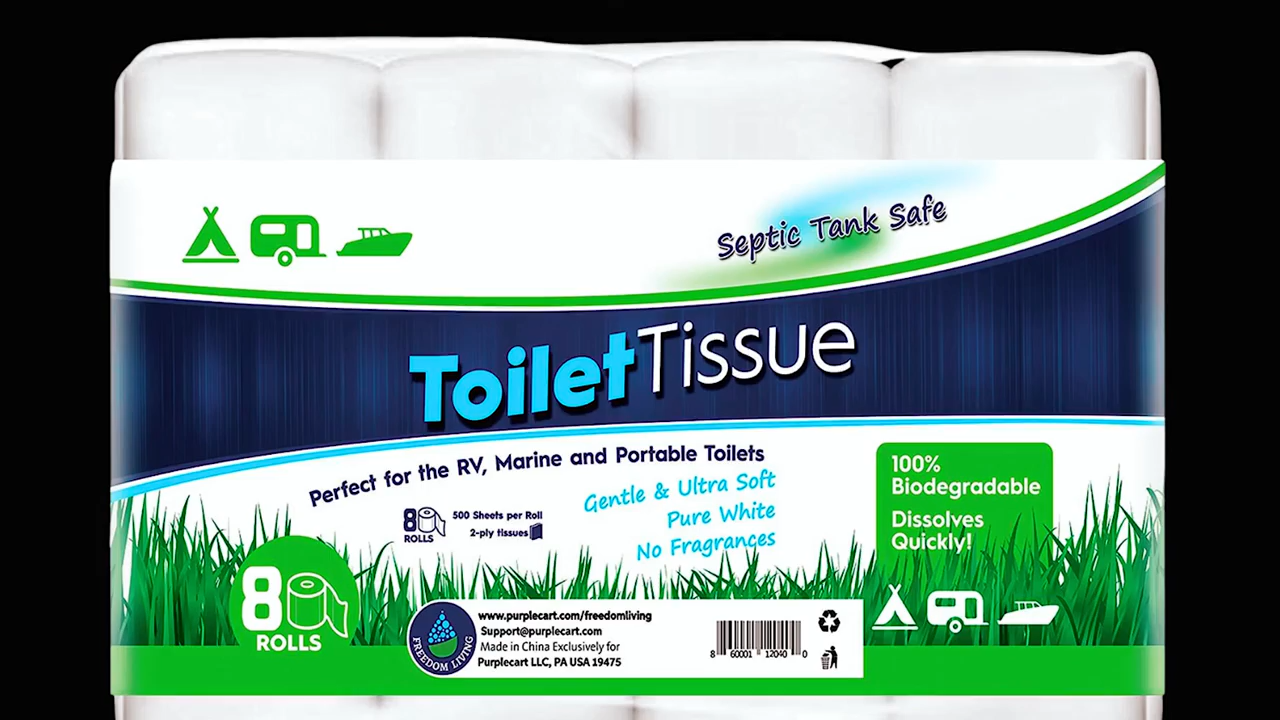 Septic Tank Safe
Toilet Tissue
Perfect for the RV, Marine and Portable Toilets
Gentle & Ultra Soft
Pure White
No Fragrances
8
ROLLS
500 Sheets per Roll
2-ply tissues
100%
Biodegradable
Dissolves
Quickly!
8
ROLLS
FREEDOM LIVING
www.purplecart.com/freedomliving
Support@purplecart.com
Made in China Exclusively for
Purplecart LLC, PA USA 19475
8 60001 12040 0